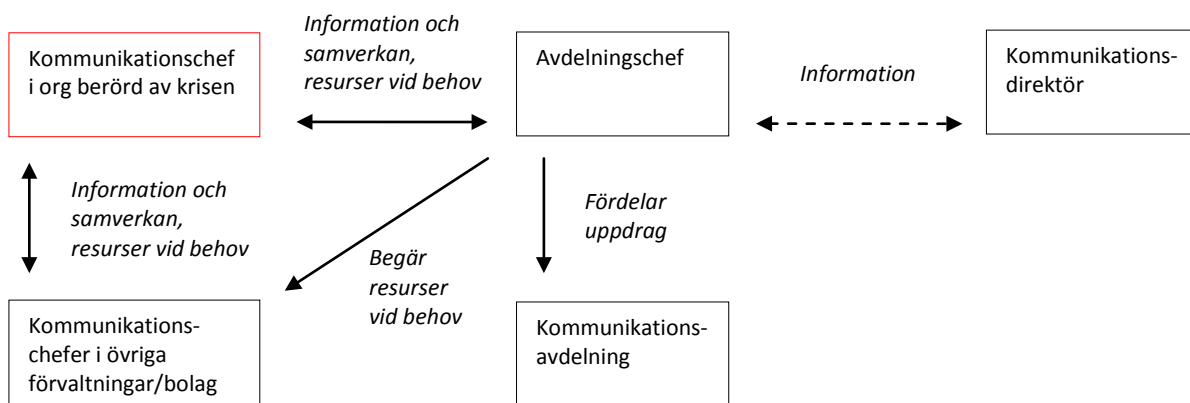 Kommunikationschef
i org berörd av krisen
Information och
samverkan,
resurser vid behov
Avdelningschef
Information
Kommunikations-
direktör
Information och
samverkan,
resurser vid behov
Begär
resurser
vid behov
Fördelar
uppdrag
Kommunikations-
chefer i övriga
förvaltningar/bolag
Kommunikations-
avdelning